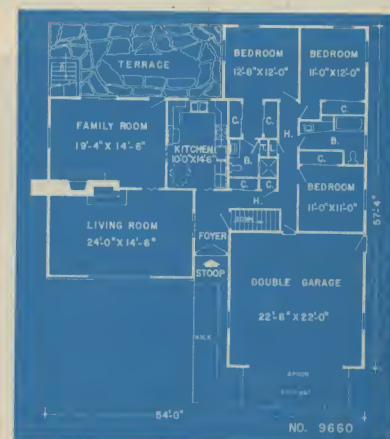 TERRACE
BEDROOM
12'-8" X 12'-0"
BEDROOM
11'-0" X 12'-0"
FAMILY ROOM
19'-4" X 14'-6"
KITCHEN
10'-0" X 14'-6"
C.
C.
H.
C.
B.
B.
L.
C.
C.
C.
H.
BEDROOM
11'-0" X 11'-0"
LIVING ROOM
24'-0" X 14'-6"
DOWN
FOYER
STOOP
DOUBLE GARAGE
22'-8" X 22'-0"
57'-4"
WALK
APRON
54'-0"
NO. 9660